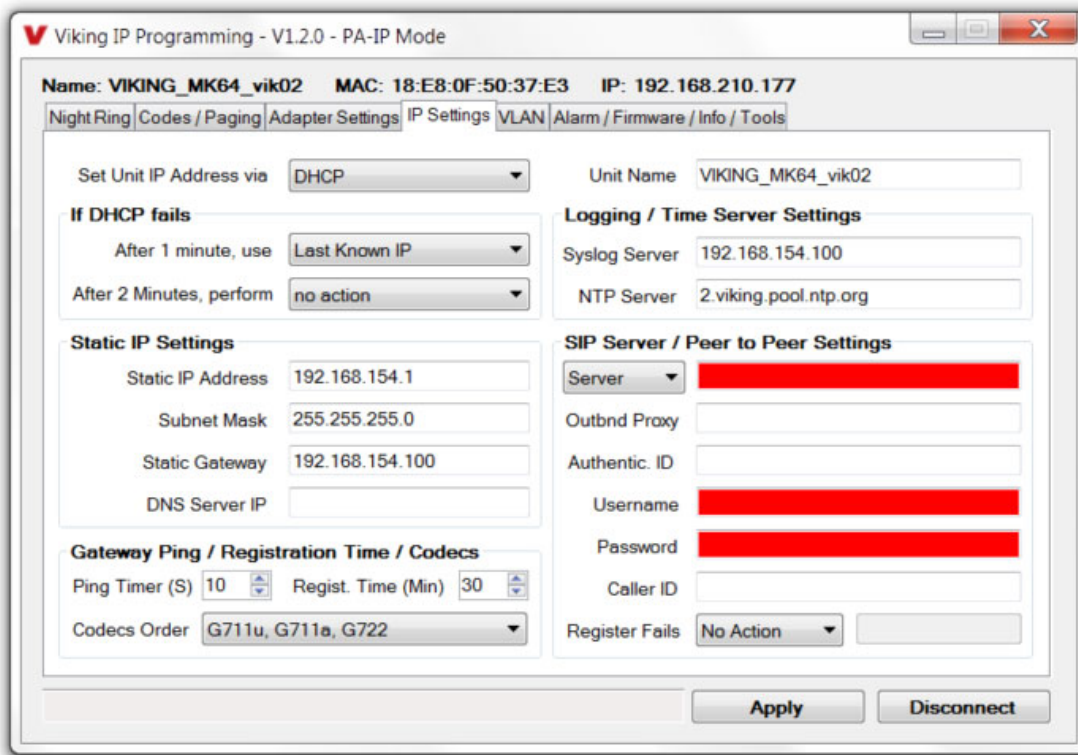 Viking IP Programming - V1.2.0 - PA-IP Mode
Name: VIKING_MK64_vik02 MAC: 18:E8:0F:50:37:E3 IP: 192.168.210.177
Night Ring Codes / Paging Adapter Settings IP Settings VLAN Alarm / Firmware / Info / Tools
Set Unit IP Address via DHCP
If DHCP fails
After 1 minute, use Last Known IP
After 2 Minutes, perform no action
Static IP Settings
Static IP Address 192.168.154.1
Subnet Mask 255.255.255.0
Static Gateway 192.168.154.100
DNS Server IP
Gateway Ping / Registration Time / Codecs
Ping Timer (S) 10 Regist. Time (Min) 30
Codecs Order G711u, G711a, G722
Unit Name VIKING_MK64_vik02
Logging / Time Server Settings
Syslog Server 192.168.154.100
NTP Server 2.viking.pool.ntp.org
SIP Server / Peer to Peer Settings
Server
Outbnd Proxy
Authentic. ID
Username
Password
Caller ID
Register Fails No Action
Apply Disconnect